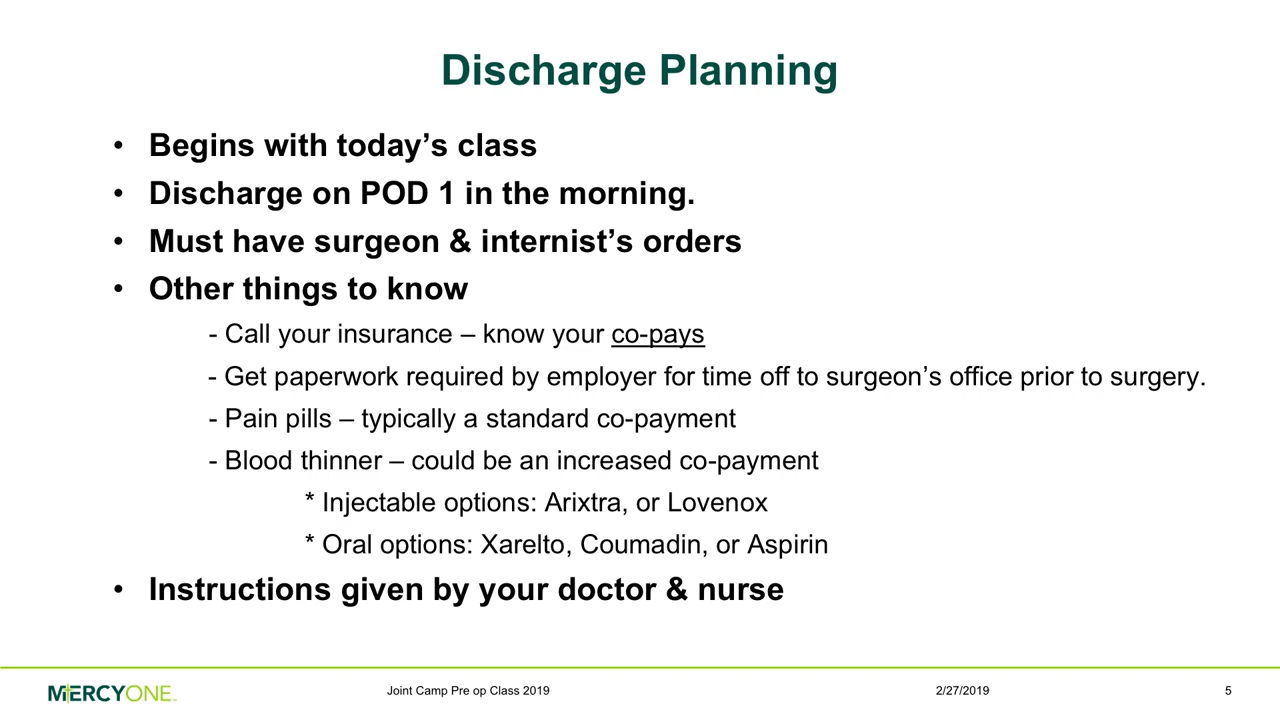 Discharge Planning
• Begins with today’s class
• Discharge on POD 1 in the morning.
• Must have surgeon & internist’s orders
• Other things to know
- Call your insurance – know your co-pays
- Get paperwork required by employer for time off to surgeon’s office prior to surgery.
- Pain pills – typically a standard co-payment
- Blood thinner – could be an increased co-payment
* Injectable options: Arixtra, or Lovenox
* Oral options: Xarelto, Coumadin, or Aspirin
• Instructions given by your doctor & nurse
MERCYONE Joint Camp Pre op Class 2019 2/27/2019 5